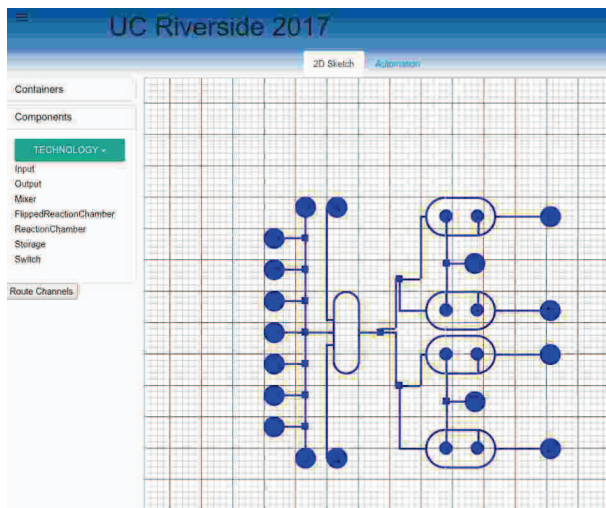 UC Riverside 2017
2D Sketch
Automation
Containers
Components
TECHNOLOGY
Input
Output
Mixer
FlippedReactionChamber
ReactionChamber
Storage
Switch
Route Channels